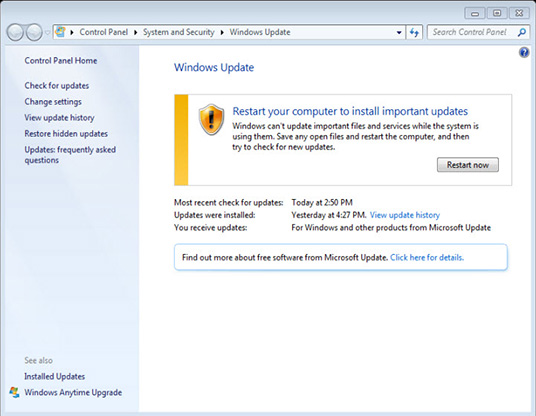 Control Panel ▸ System and Security ▸ Windows Update
Search Control Panel
Control Panel Home
Check for updates
Change settings
View update history
Restore hidden updates
Updates: frequently asked
questions
See also
Installed Updates
Windows Anytime Upgrade
Windows Update
Restart your computer to install important updates
Windows can't update important files and services while the system is
using them. Save any open files and restart the computer, and then
try to check for new updates.
Restart now
Most recent check for updates: Today at 2:50 PM
Updates were installed: Yesterday at 4:27 PM. View update history
You receive updates: For Windows and other products from Microsoft Update
Find out more about free software from Microsoft Update. Click here for details.